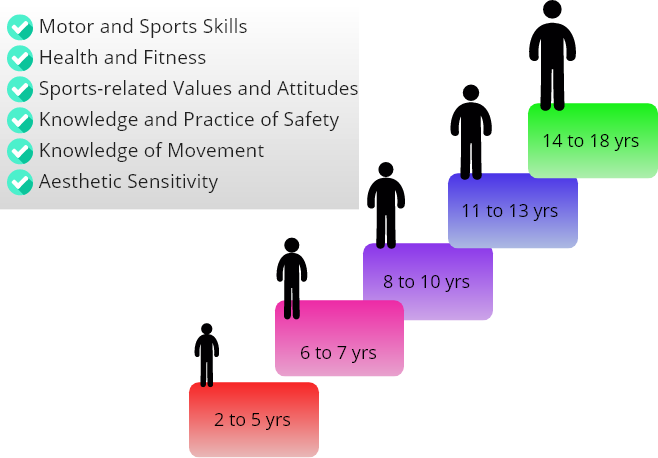 Motor and Sports Skills
Health and Fitness
Sports-related Values and Attitudes
Knowledge and Practice of Safety
Knowledge of Movement
Aesthetic Sensitivity
14 to 18 yrs
11 to 13 yrs
8 to 10 yrs
6 to 7 yrs
2 to 5 yrs